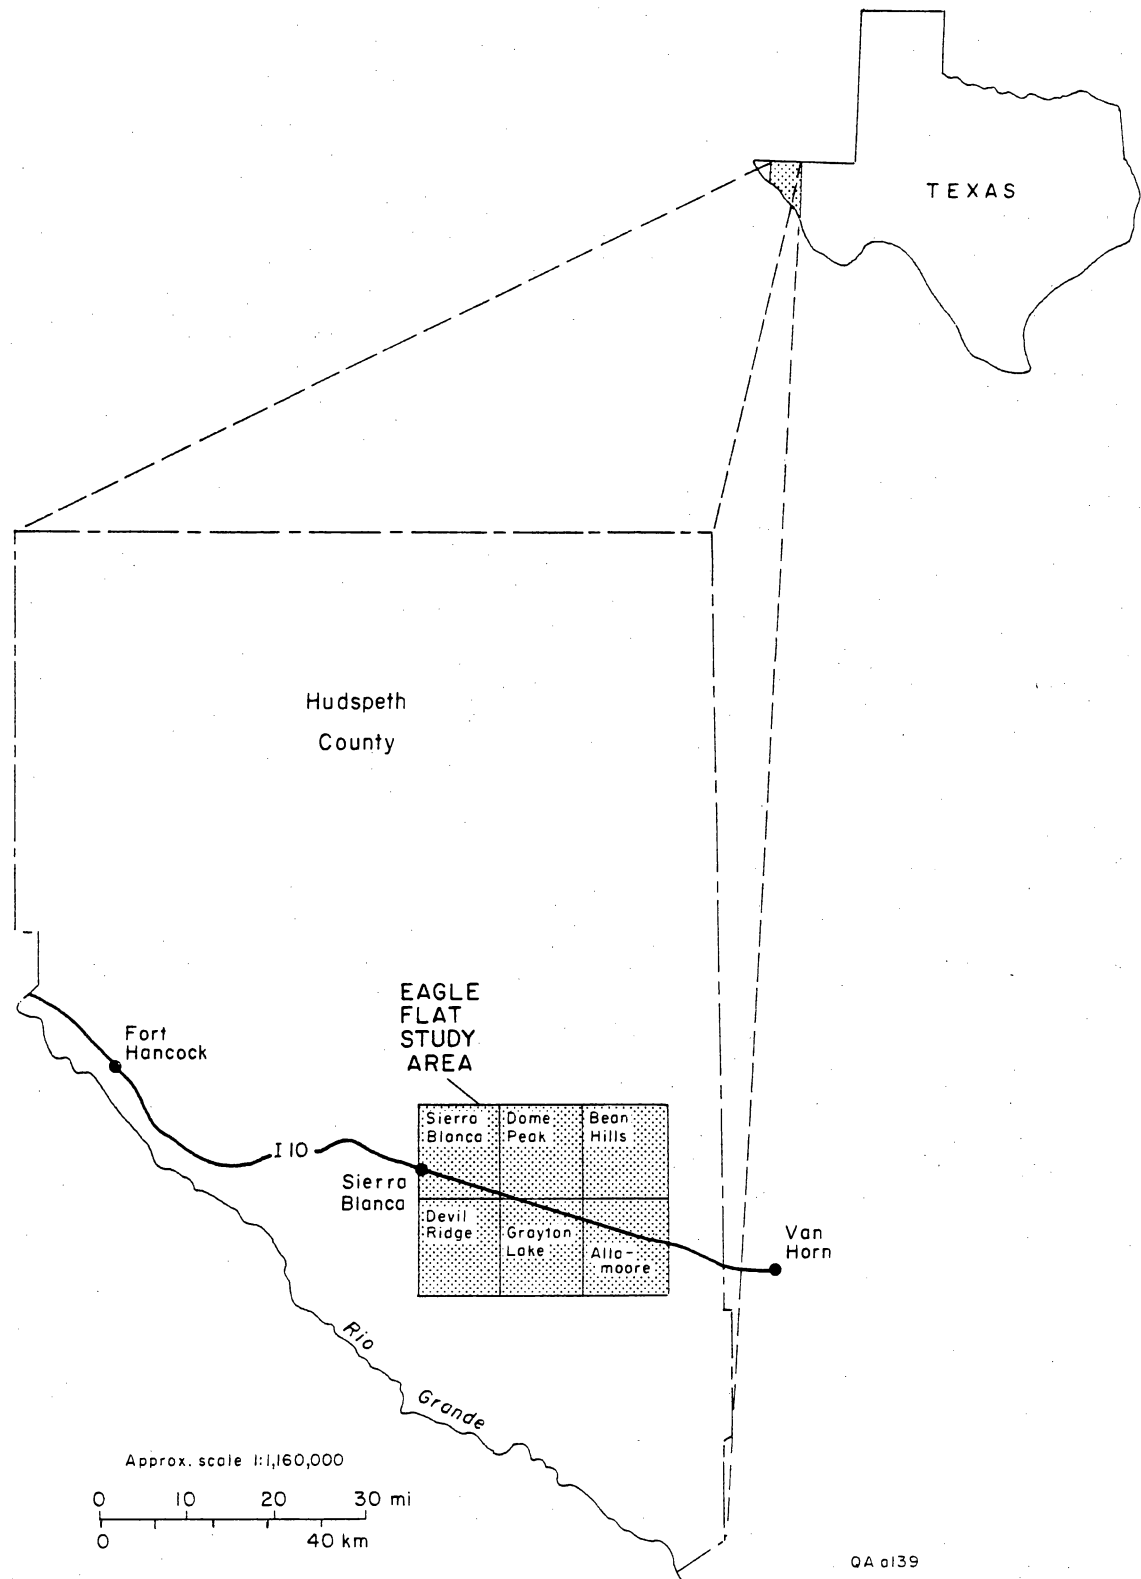 TEXAS
Hudspeth
County
EAGLE
FLAT
STUDY
AREA
Fort
Hancock
I 10
Sierra
Blanca
Sierra
Blanca
Dome
Peak
Bean
Hills
Devil
Ridge
Grayton
Lake
Alla-
moore
Van
Horn
Rio
Grande
Approx. scale 1:1,160,000
0 10 20 30 mi
0 40 km
QA a139